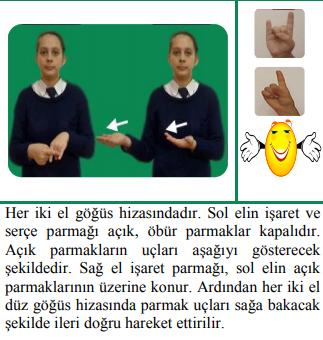 Her iki el göğüs hizasındadır. Sol elin işaret ve
serçe parmağı açık, öbür parmaklar kapalıdır.
Açık parmakların uçları aşağıyı gösterecek
şekildedir. Sağ el işaret parmağı, sol elin açık
parmaklarının üzerine konur. Ardından her iki el
düz göğüs hizasında parmak uçları sağa bakacak
şekilde ileri doğru hareket ettirilir.